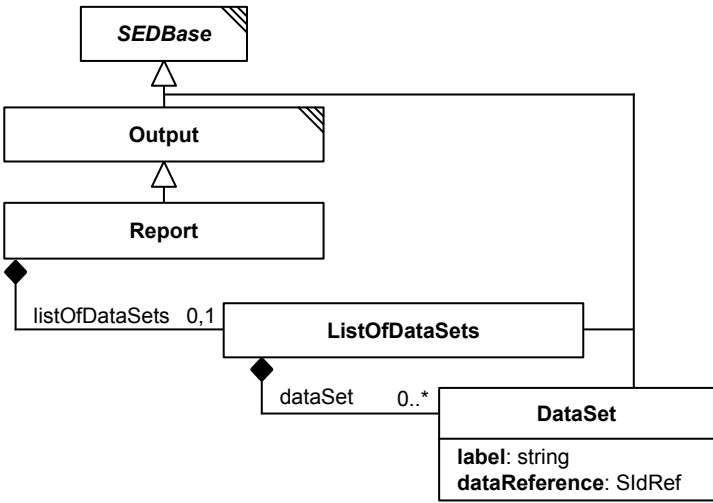 SEDBase
Output
Report
listOfDataSets 0,1
ListOfDataSets
dataSet 0..*
DataSet
label: string
dataReference: SIdRef